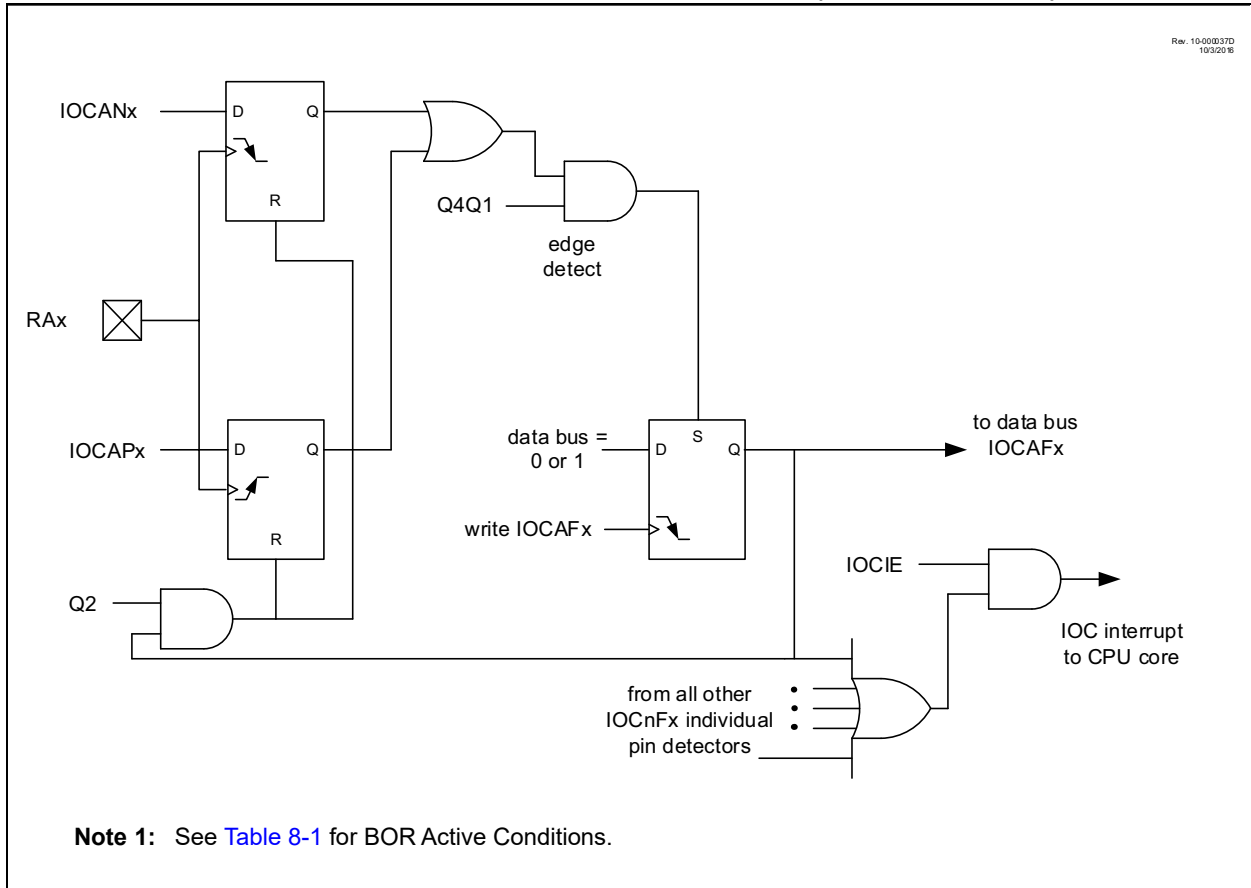 Rev. 10-000037D
10/3/2016
IOCANx
D
Q
R
Q4Q1
edge
detect
RAx
IOCAPx
D
Q
R
data bus =
0 or 1
D
S
Q
to data bus
IOCAFx
write IOCAFx
IOCIE
Q2
IOC interrupt
to CPU core
from all other
IOCnFx individual
pin detectors
Note 1: See Table 8-1 for BOR Active Conditions.